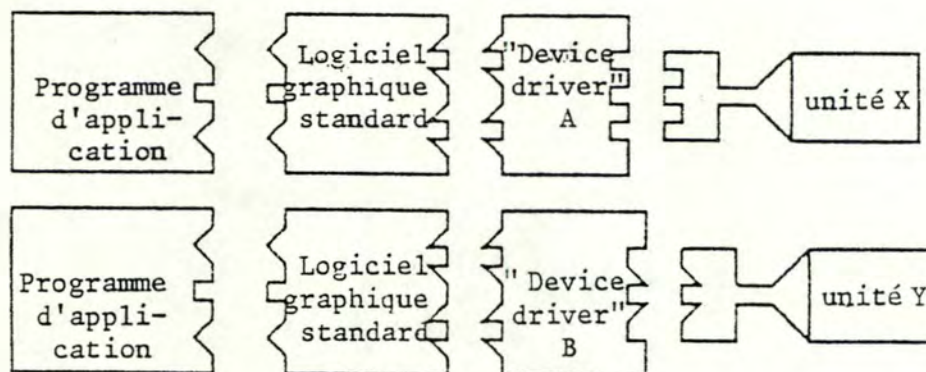 Programme
d'appli-
cation
Logiciel
graphique
standard
"Device
driver"
A
unité X
Programme
d'appli-
cation
Logiciel
graphique
standard
" Device
driver"
B
unité Y